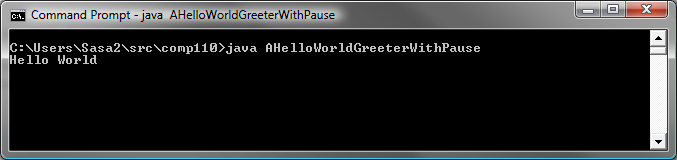 Command Prompt - java  AHelloWorldGreeterWithPause
C:\Users\Sasa2\src\comp110>java AHelloWorldGreeterWithPause
Hello World